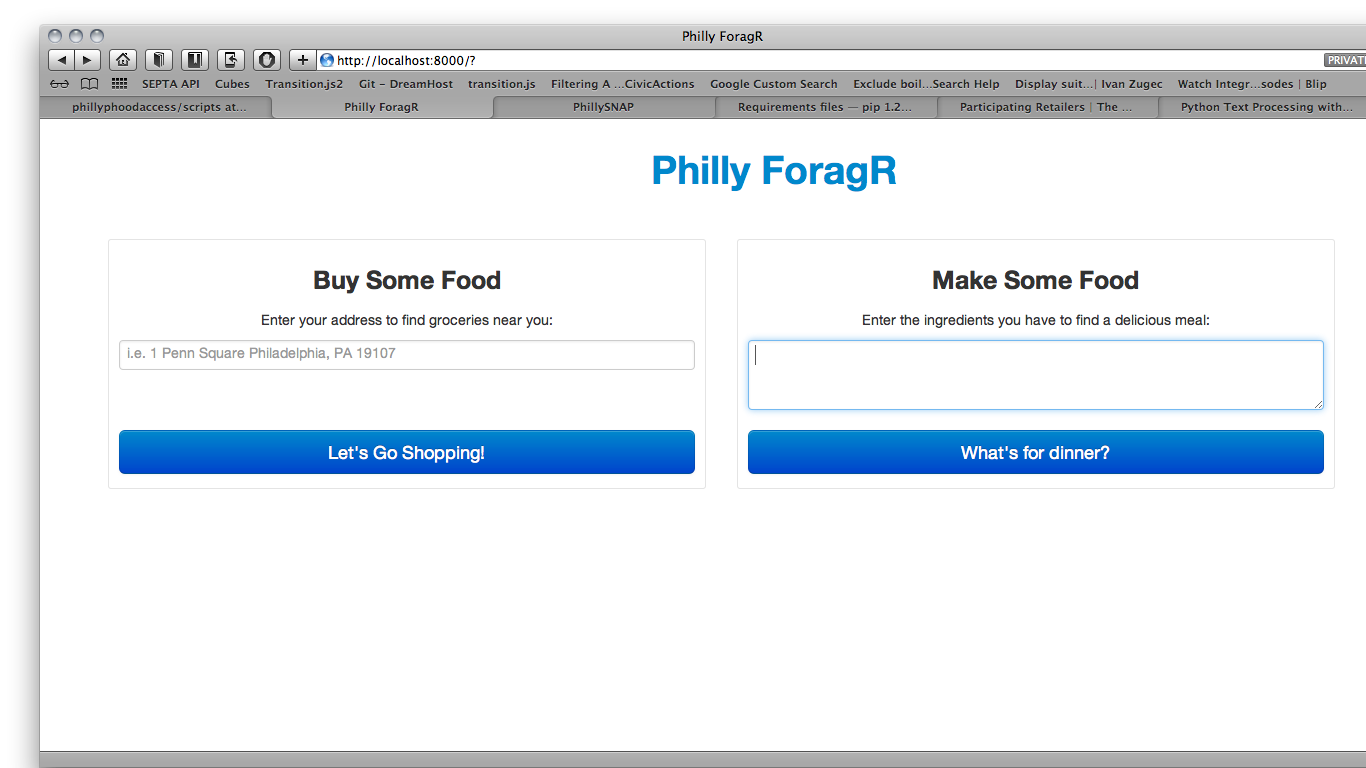 Philly ForagR
http://localhost:8000/?
PRIVATE
SEPTA API Cubes Transition.js2 Git – DreamHost transition.js Filtering A ...CivicActions Google Custom Search Exclude boil...Search Help Display suit...| Ivan Zugec Watch Integr...sodes | Blip
phillyphoodaccess/scripts at... Philly ForagR PhillySNAP Requirements files — pip 1.2... Participating Retailers | The ... Python Text Processing with...
Philly ForagR
Buy Some Food
Enter your address to find groceries near you:
i.e. 1 Penn Square Philadelphia, PA 19107
Let's Go Shopping!
Make Some Food
Enter the ingredients you have to find a delicious meal:
What's for dinner?